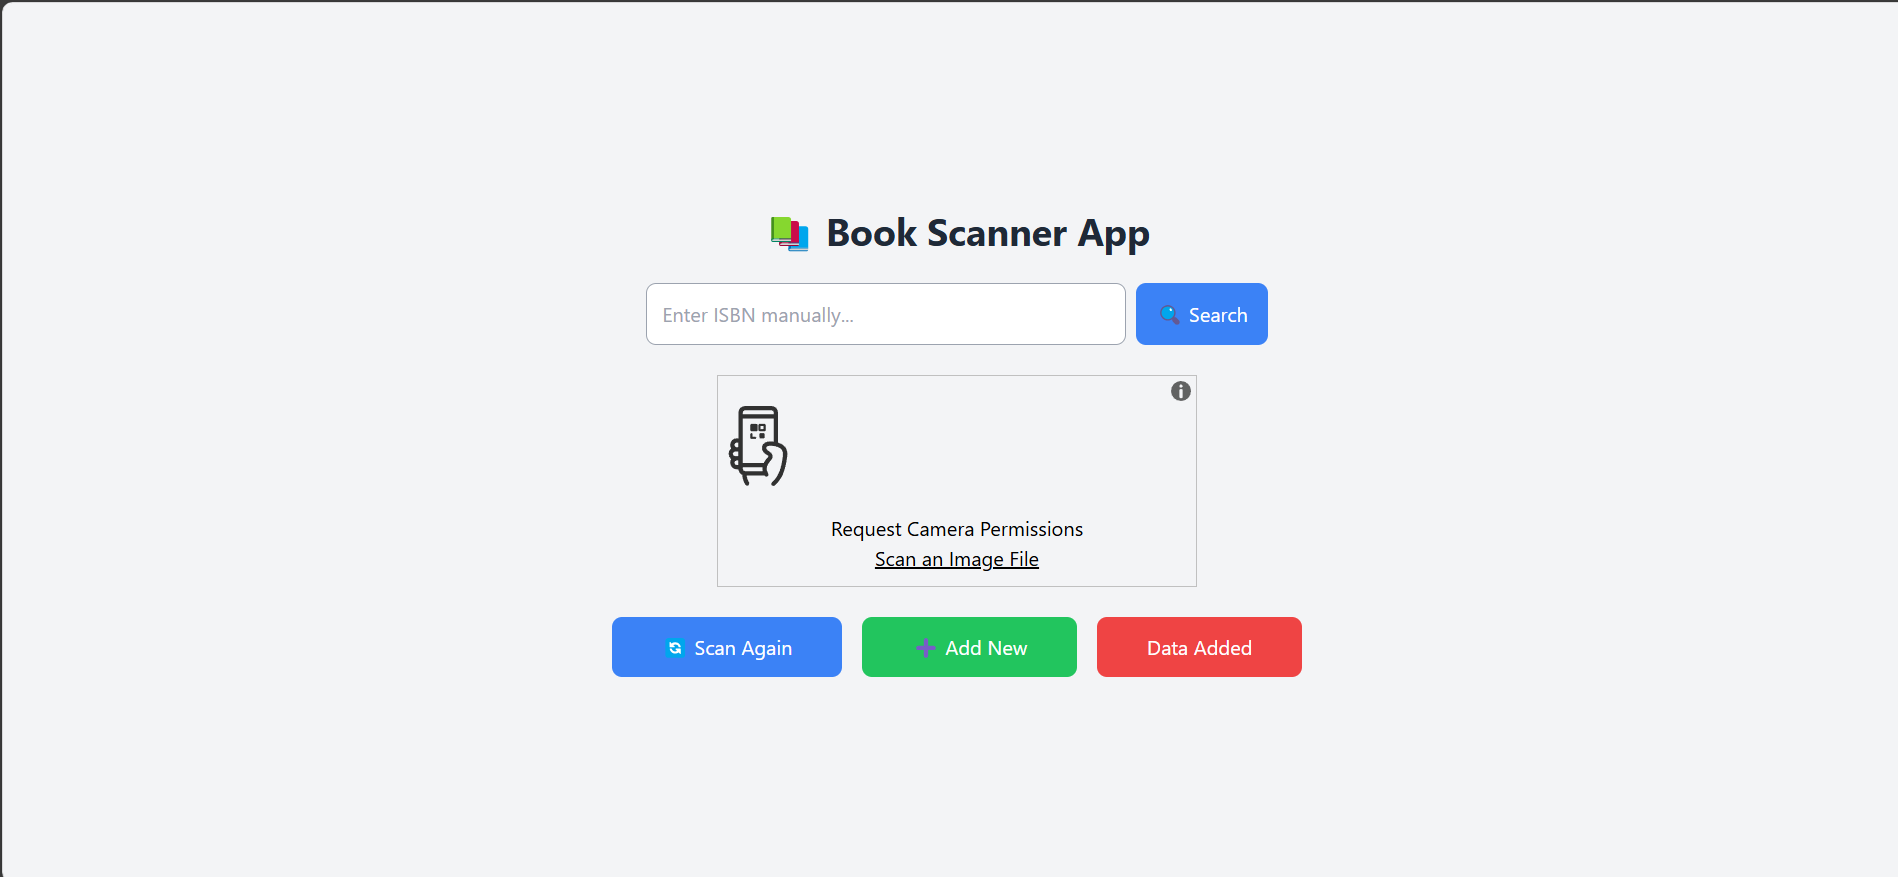 📚 Book Scanner App
Enter ISBN manually...
🔍 Search
Request Camera Permissions
Scan an Image File
🔄 Scan Again
➕ Add New
Data Added